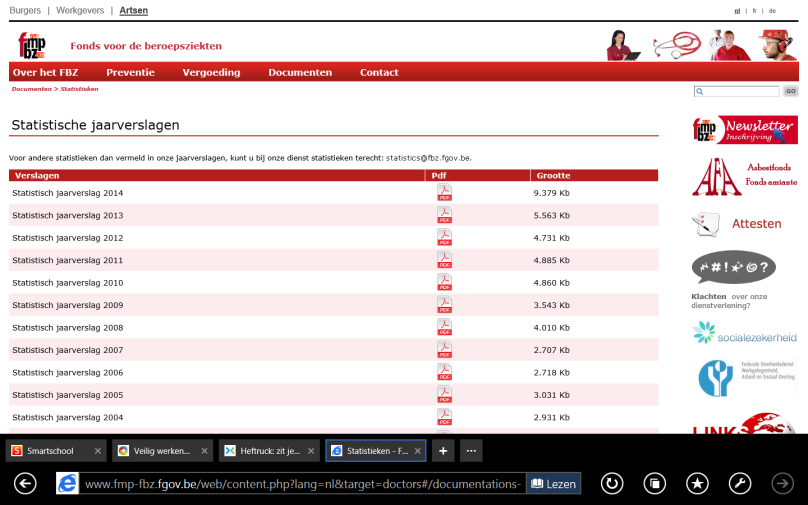 Burgers | Werkgevers | Artsen
nl | fr | de
fmp
fbz
Fonds voor de beroepsziekten
Over het FBZ Preventie Vergoeding Documenten Contact
Documenten > Statistieken
GO
Statistische jaarverslagen
Voor andere statistieken dan vermeld in onze jaarverslagen, kunt u bij onze dienst statistieken terecht: statistics@fbz.fgov.be.
Verslagen Pdf Grootte
Statistisch jaarverslag 2014 PDF 9.379 Kb
Statistisch jaarverslag 2013 PDF 5.563 Kb
Statistisch jaarverslag 2012 PDF 4.731 Kb
Statistisch jaarverslag 2011 PDF 4.885 Kb
Statistisch jaarverslag 2010 PDF 4.860 Kb
Statistisch jaarverslag 2009 PDF 3.543 Kb
Statistisch jaarverslag 2008 PDF 4.010 Kb
Statistisch jaarverslag 2007 PDF 2.707 Kb
Statistisch jaarverslag 2006 PDF 2.718 Kb
Statistisch jaarverslag 2005 PDF 3.031 Kb
Statistisch jaarverslag 2004 PDF 2.931 Kb
fmp Newsletter
Inschrijving
AFA Asbestfonds
Fonds amiante
Attesten
#!*@?
Klachten over onze
dienstverlening?
socialezekerheid
Federale Overheidsdienst
Werkgelegenheid,
Arbeid en Sociaal Overleg
LINKS
Smartschool × Veilig werken... × Heftruck: zit je... × Statistieken - F... × + ...
www.fmp-fbz.fgov.be/web/content.php?lang=nl&target=doctors#/documentations- Lezen